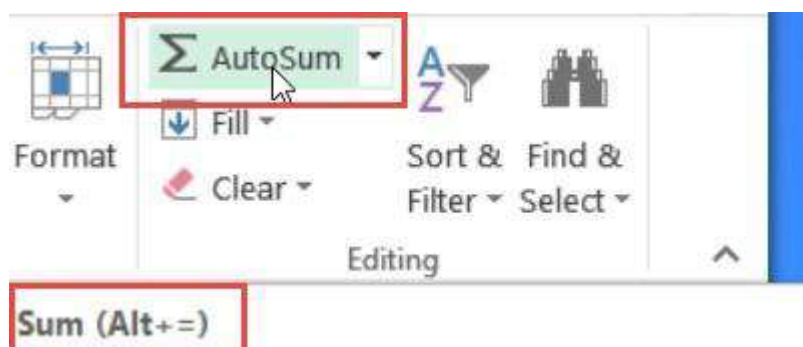 Σ AutoSum
Fill
Clear
Format
A
Z
Sort &
Filter
Find &
Select
Editing
Sum (Alt+=)